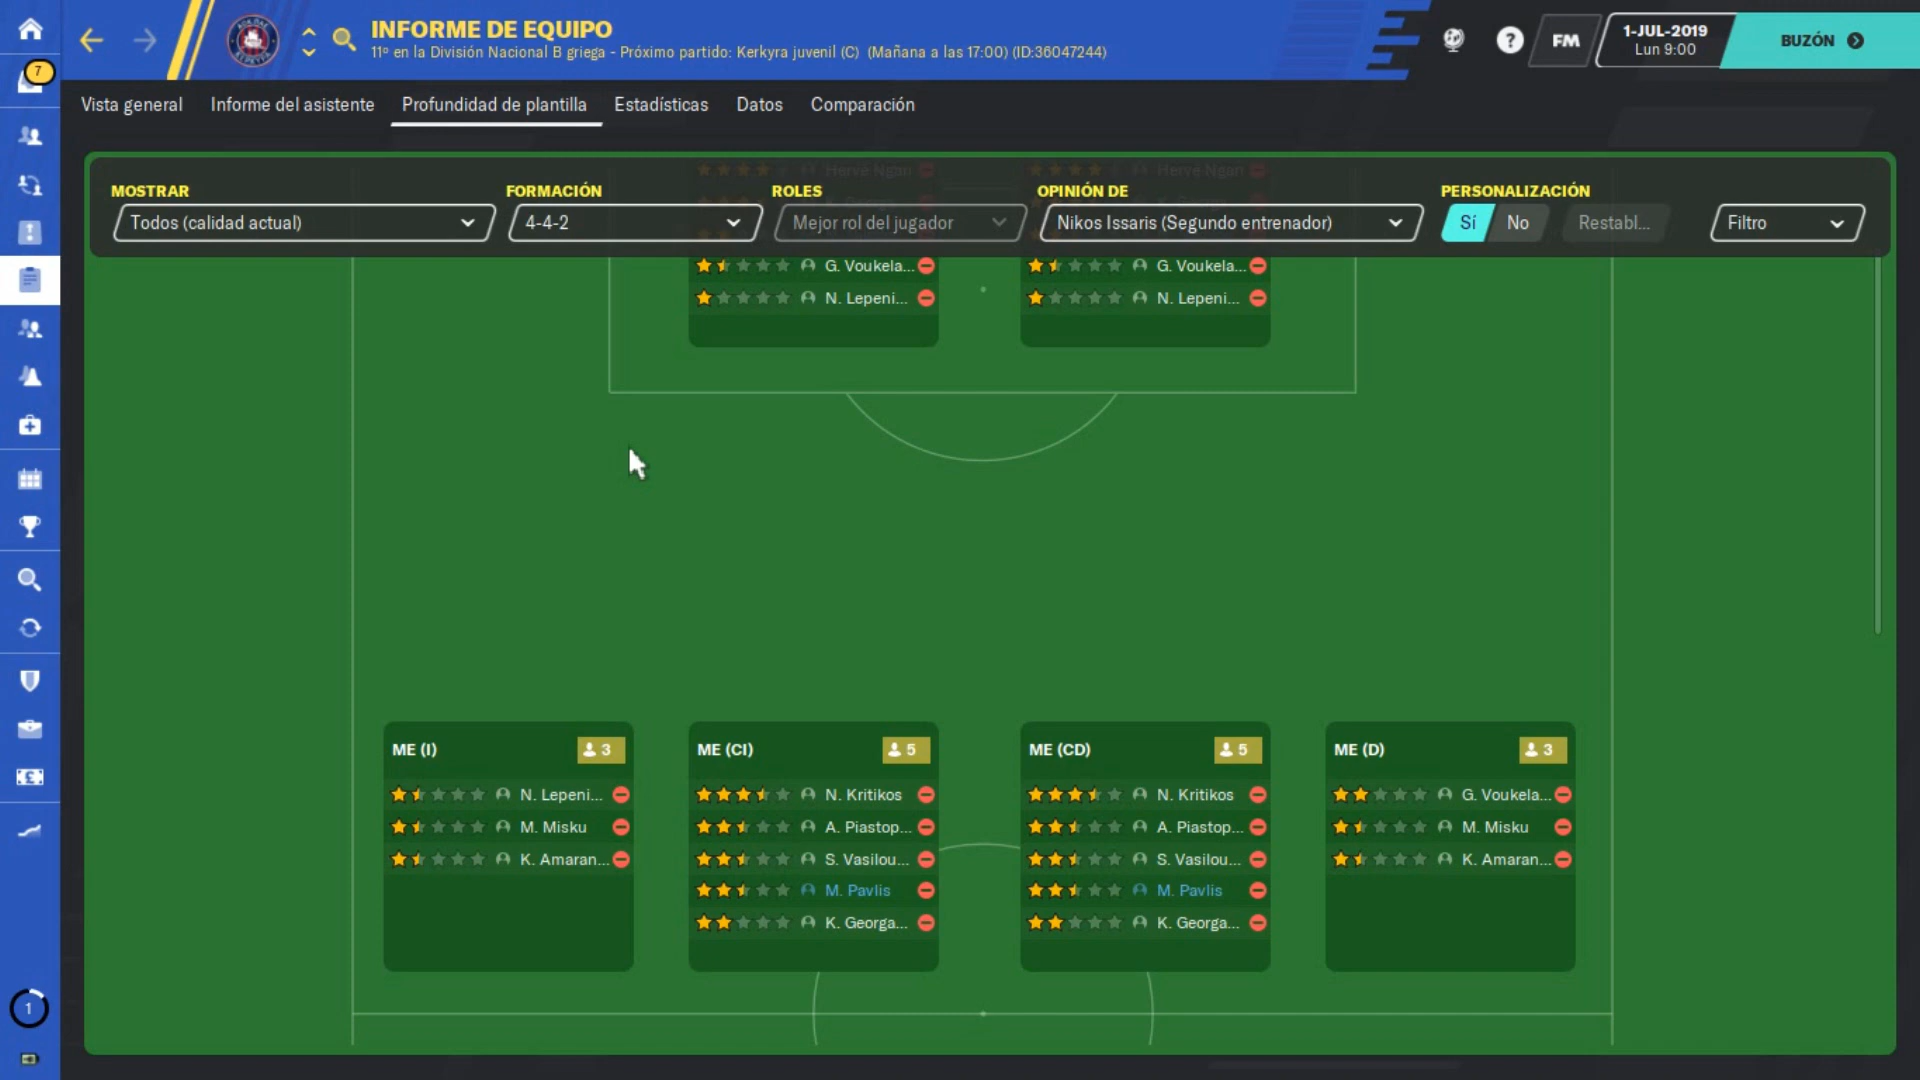 INFORME DE EQUIPO
11º en la División Nacional B griega - Próximo partido: Kerkyra juvenil (C) (Mañana a las 17:00) (ID:36047244)
FM
1-JUL-2019
Lun 9:00
BUZÓN
7
Vista general
Informe del asistente
Profundidad de plantilla
Estadísticas
Datos
Comparación
Hervé Ngan
Hervé Ngan
MOSTRAR
FORMACIÓN
ROLES
OPINIÓN DE
PERSONALIZACIÓN
Todos (calidad actual)
4-4-2
Mejor rol del jugador
Nikos Issaris (Segundo entrenador)
Sí
No
Restabl...
Filtro
G. Voukela...
N. Lepeni...
G. Voukela...
N. Lepeni...
ME (I)
3
N. Lepeni...
M. Misku
K. Amaran...
ME (CI)
5
N. Kritikos
A. Piastop...
S. Vasilou...
M. Pavlis
K. Georga...
ME (CD)
5
N. Kritikos
A. Piastop...
S. Vasilou...
M. Pavlis
K. Georga...
ME (D)
3
G. Voukela...
M. Misku
K. Amaran...
1